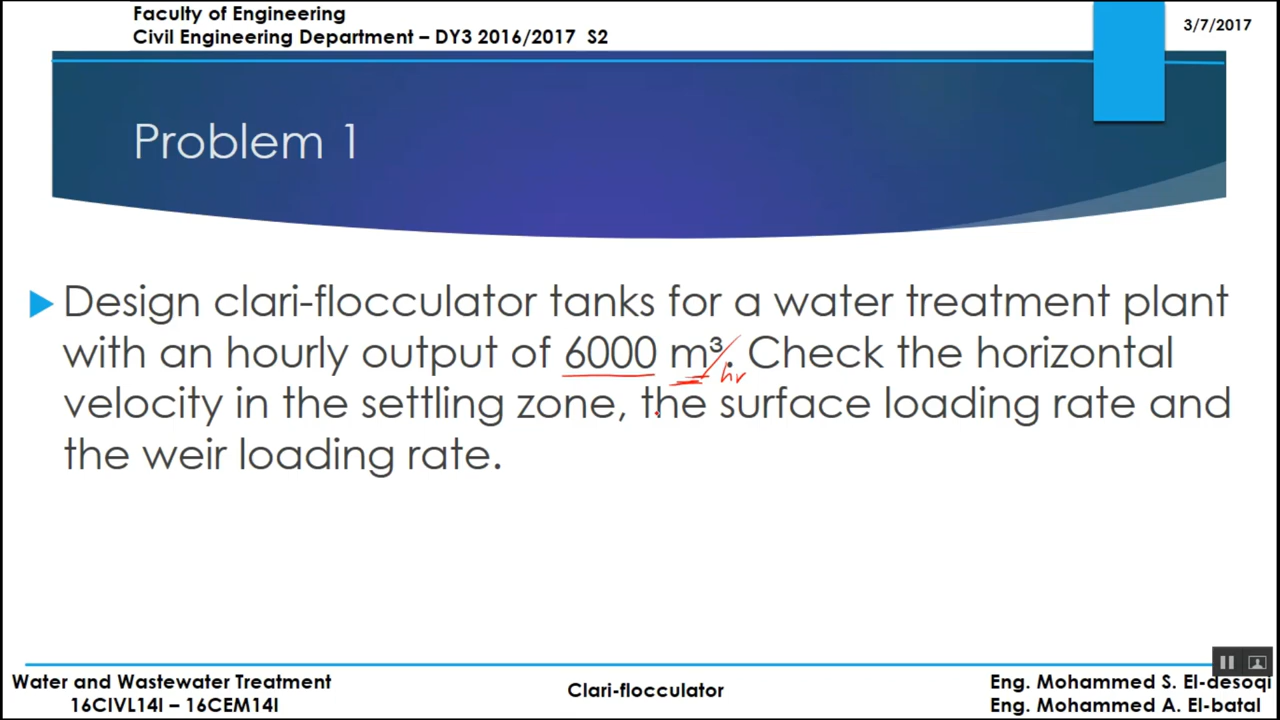 Faculty of Engineering
Civil Engineering Department – DY3 2016/2017 S2
3/7/2017
Problem 1
Design clari-flocculator tanks for a water treatment plant
with an hourly output of 6000 m³/hr. Check the horizontal
velocity in the settling zone, the surface loading rate and
the weir loading rate.
Water and Wastewater Treatment
16CIVL14I – 16CEM14I
Clari-flocculator
Eng. Mohammed S. El-desoqi
Eng. Mohammed A. El-batal